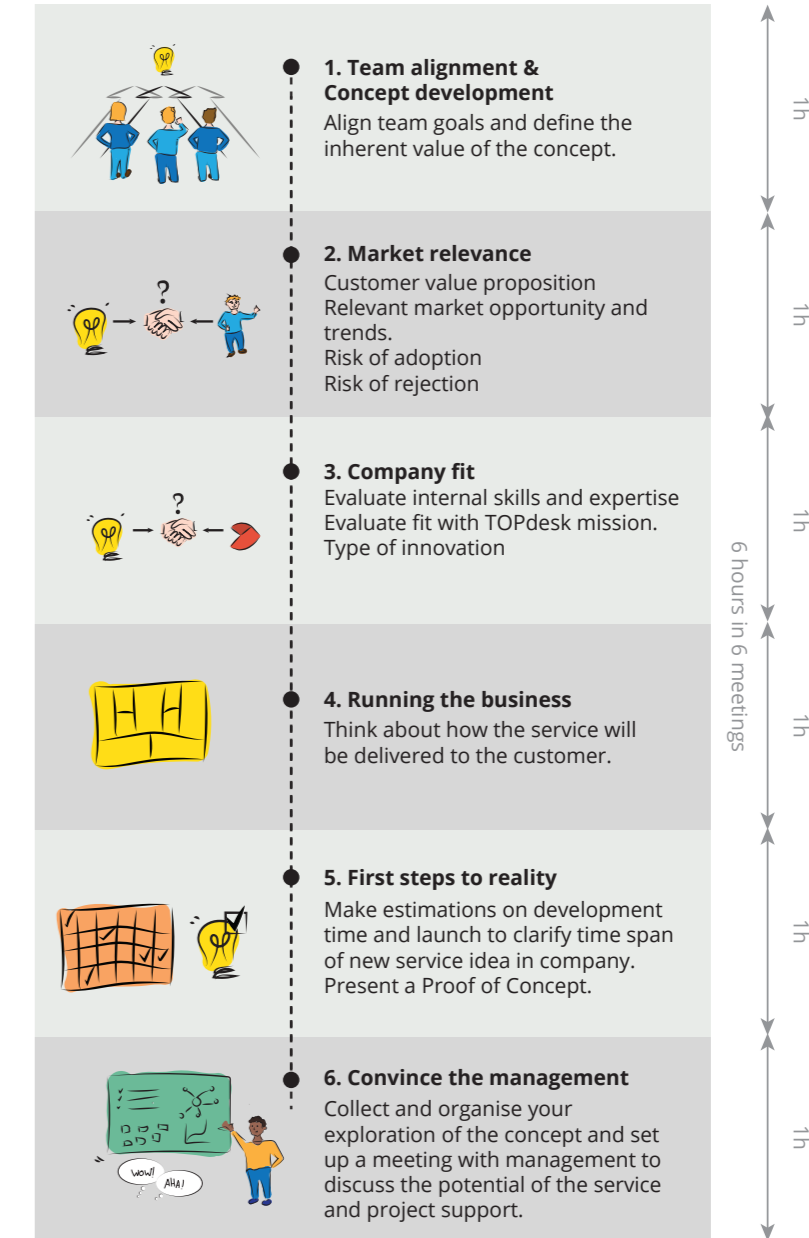 1. Team alignment &
Concept development
Align team goals and define the
inherent value of the concept.
1h
?
2. Market relevance
Customer value proposition
Relevant market opportunity and
trends.
Risk of adoption
Risk of rejection
1h
?
3. Company fit
Evaluate internal skills and expertise
Evaluate fit with TOPdesk mission.
Type of innovation
1h
6 hours in 6 meetings
4. Running the business
Think about how the service will
be delivered to the customer.
1h
5. First steps to reality
Make estimations on development
time and launch to clarify time span
of new service idea in company.
Present a Proof of Concept.
1h
WOW!
AHA!
6. Convince the management
Collect and organise your
exploration of the concept and set
up a meeting with management to
discuss the potential of the service
and project support.
1h